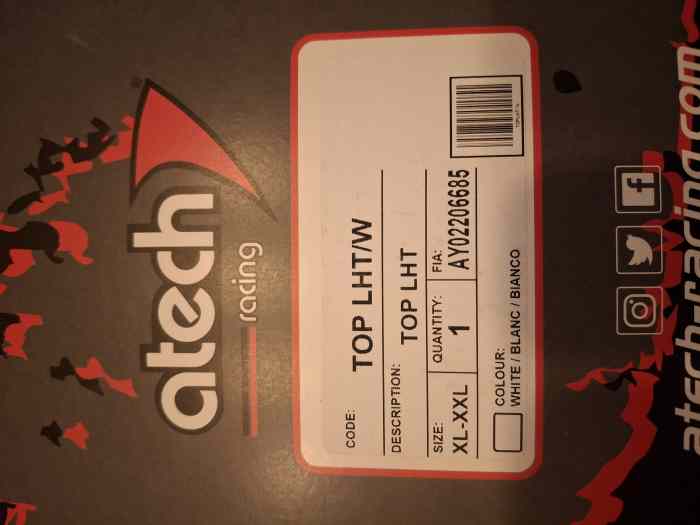 atech
racing
CODE:
TOP LHT/W
DESCRIPTION:
TOP LHT
SIZE: QUANTITY: FIA:
XL-XXL 1 AY02206685
COLOUR:
WHITE / BLANC / BIANCO
atech-racing.com